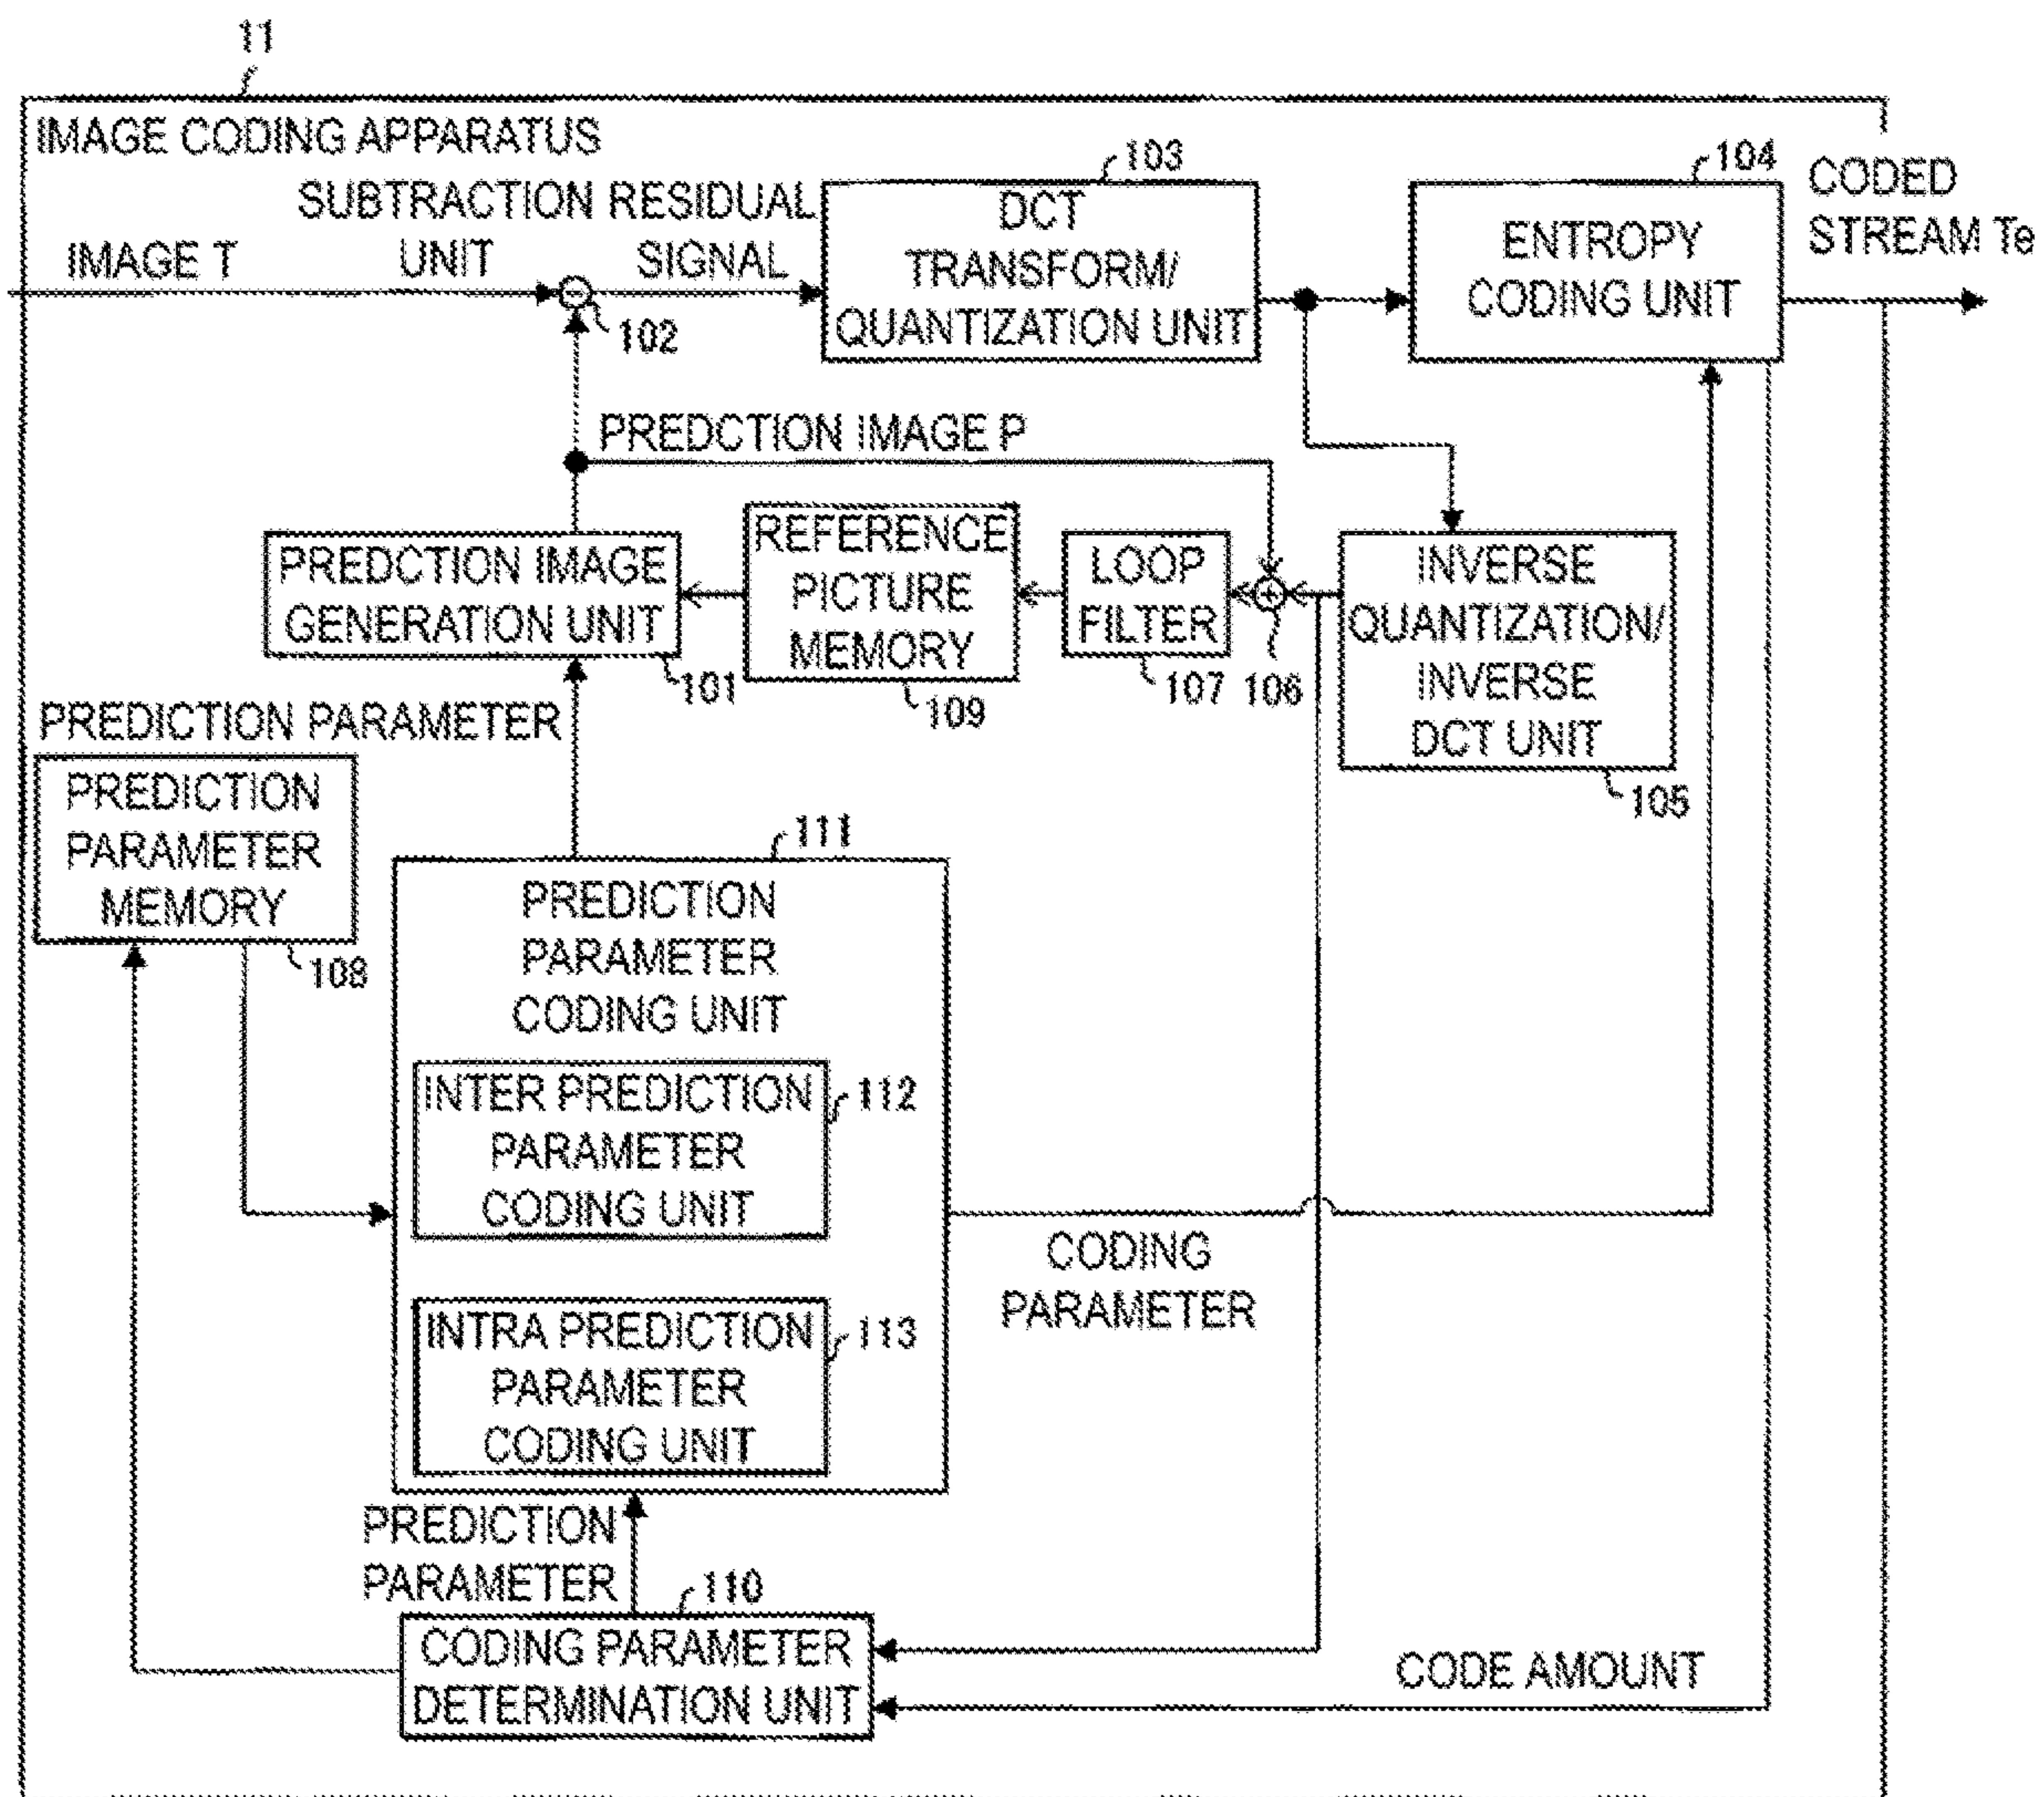 11
IMAGE CODING APPARATUS
IMAGE T
SUBTRACTION
UNIT
102
RESIDUAL
SIGNAL
103
DCT
TRANSFORM/
QUANTIZATION UNIT
104
ENTROPY
CODING UNIT
CODED
STREAM Te
PREDCTION IMAGE P
PREDCTION IMAGE
GENERATION UNIT
101
REFERENCE
PICTURE
MEMORY
109
LOOP
FILTER
107
106
INVERSE
QUANTIZATION/
INVERSE
DCT UNIT
105
PREDICTION PARAMETER
PREDICTION
PARAMETER
MEMORY
108
111
PREDICTION
PARAMETER
CODING UNIT
INTER PREDICTION
PARAMETER
CODING UNIT
112
INTRA PREDICTION
PARAMETER
CODING UNIT
113
CODING
PARAMETER
PREDICTION
PARAMETER
110
CODING PARAMETER
DETERMINATION UNIT
CODE AMOUNT